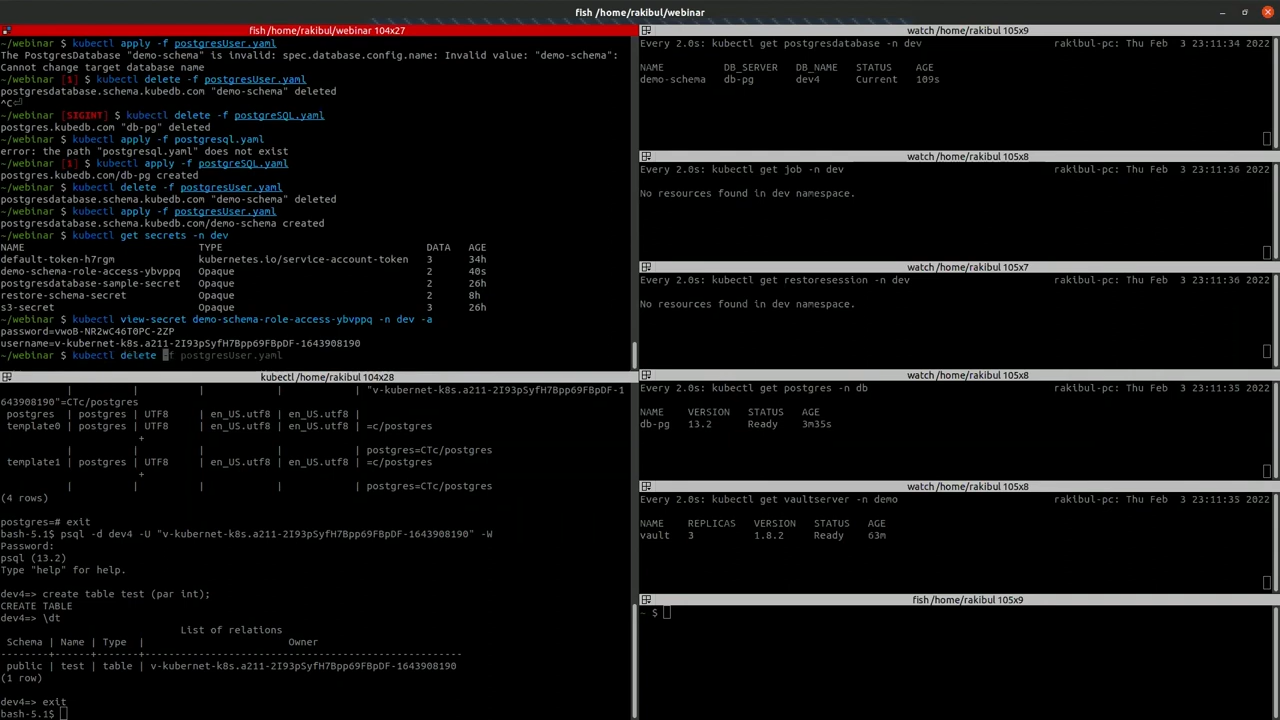 fish /home/rakibul/webinar
fish /home/rakibul/webinar 104x27
~/webinar $ kubectl apply -f postgresUser.yaml
The PostgresDatabase "demo-schema" is invalid: spec.database.config.name: Invalid value: "demo-schema":
Cannot change target database name
~/webinar [1] $ kubectl delete -f postgresUser.yaml
postgresdatabase.schema.kubedb.com "demo-schema" deleted
^C⏎
~/webinar [SIGINT] $ kubectl delete -f postgreSQL.yaml
postgres.kubedb.com "db-pg" deleted
~/webinar $ kubectl apply -f postgresql.yaml
error: the path "postgresql.yaml" does not exist
~/webinar [1] $ kubectl apply -f postgreSQL.yaml
postgres.kubedb.com/db-pg created
~/webinar $ kubectl delete -f postgresUser.yaml
postgresdatabase.schema.kubedb.com "demo-schema" deleted
~/webinar $ kubectl apply -f postgresUser.yaml
postgresdatabase.schema.kubedb.com/demo-schema created
~/webinar $ kubectl get secrets -n dev
NAME TYPE DATA AGE
default-token-h7rgm kubernetes.io/service-account-token 3 34h
demo-schema-role-access-ybvppq Opaque 2 40s
postgresdatabase-sample-secret Opaque 2 26h
restore-schema-secret Opaque 2 8h
s3-secret Opaque 3 26h
~/webinar $ kubectl view-secret demo-schema-role-access-ybvppq -n dev -a
password=vwoB-NR2wC46T0PC-2ZP
username=v-kubernet-k8s.a211-2I93pSyfH7Bpp69FBpDF-1643908190
~/webinar $ kubectl delete -f postgresUser.yaml
kubectl /home/rakibul 104x28
| | | | "v-kubernet-k8s.a211-2I93pSyfH7Bpp69FBpDF-1
643908190"=CTc/postgres
postgres | postgres | UTF8 | en_US.utf8 | en_US.utf8 |
template0 | postgres | UTF8 | en_US.utf8 | en_US.utf8 | =c/postgres
+
| | | | | postgres=CTc/postgres
template1 | postgres | UTF8 | en_US.utf8 | en_US.utf8 | =c/postgres
+
| | | | | postgres=CTc/postgres
(4 rows)
postgres=# exit
bash-5.1$ psql -d dev4 -U "v-kubernet-k8s.a211-2I93pSyfH7Bpp69FBpDF-1643908190" -W
Password:
psql (13.2)
Type "help" for help.
dev4=> create table test (par int);
CREATE TABLE
dev4=> \dt
List of relations
Schema | Name | Type | Owner
--------+------+-------+-----------------------------------------------------
public | test | table | v-kubernet-k8s.a211-2I93pSyfH7Bpp69FBpDF-1643908190
(1 row)
dev4=> exit
bash-5.1$
watch 105x9
Every 2.0s: kubectl get postgresdatabase -n dev rakibul-pc: Thu Feb 3 23:11:34 2022
NAME DB_SERVER DB_NAME STATUS AGE
demo-schema db-pg dev4 Current 109s
watch 105x8
Every 2.0s: kubectl get job -n dev rakibul-pc: Thu Feb 3 23:11:36 2022
No resources found in dev namespace.
watch 105x7
Every 2.0s: kubectl get restoresession -n dev rakibul-pc: Thu Feb 3 23:11:36 2022
No resources found in dev namespace.
watch 105x8
Every 2.0s: kubectl get postgres -n db rakibul-pc: Thu Feb 3 23:11:35 2022
NAME VERSION STATUS AGE
db-pg 13.2 Ready 3m35s
watch 105x8
Every 2.0s: kubectl get vaultserver -n demo rakibul-pc: Thu Feb 3 23:11:35 2022
NAME REPLICAS VERSION STATUS AGE
vault 3 1.8.2 Ready 63m
fish /home/rakibul 105x9
~ $